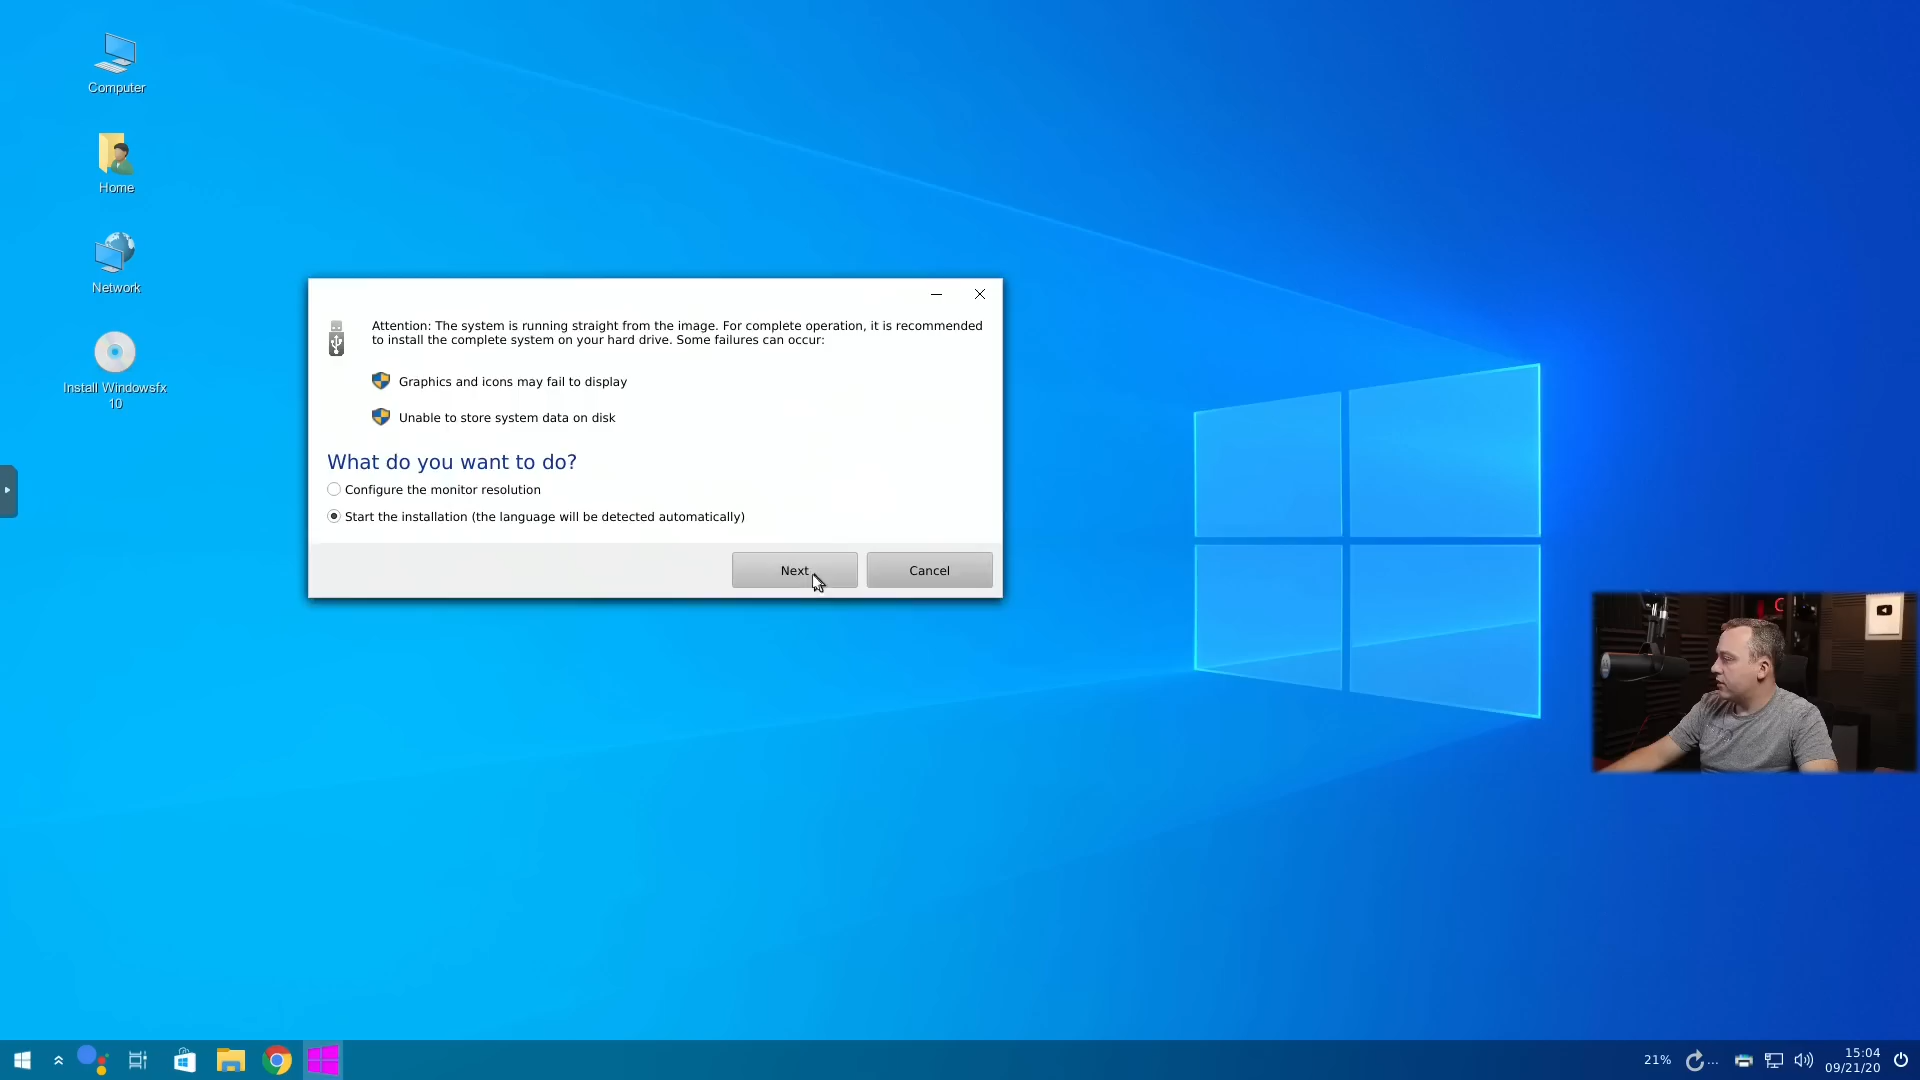 Computer
Home
Network
Install Windowsfx
10
Attention: The system is running straight from the image. For complete operation, it is recommended
to install the complete system on your hard drive. Some failures can occur:
Graphics and icons may fail to display
Unable to store system data on disk
What do you want to do?
Configure the monitor resolution
Start the installation (the language will be detected automatically)
Next
Cancel
21%
...
15:04
09/21/20